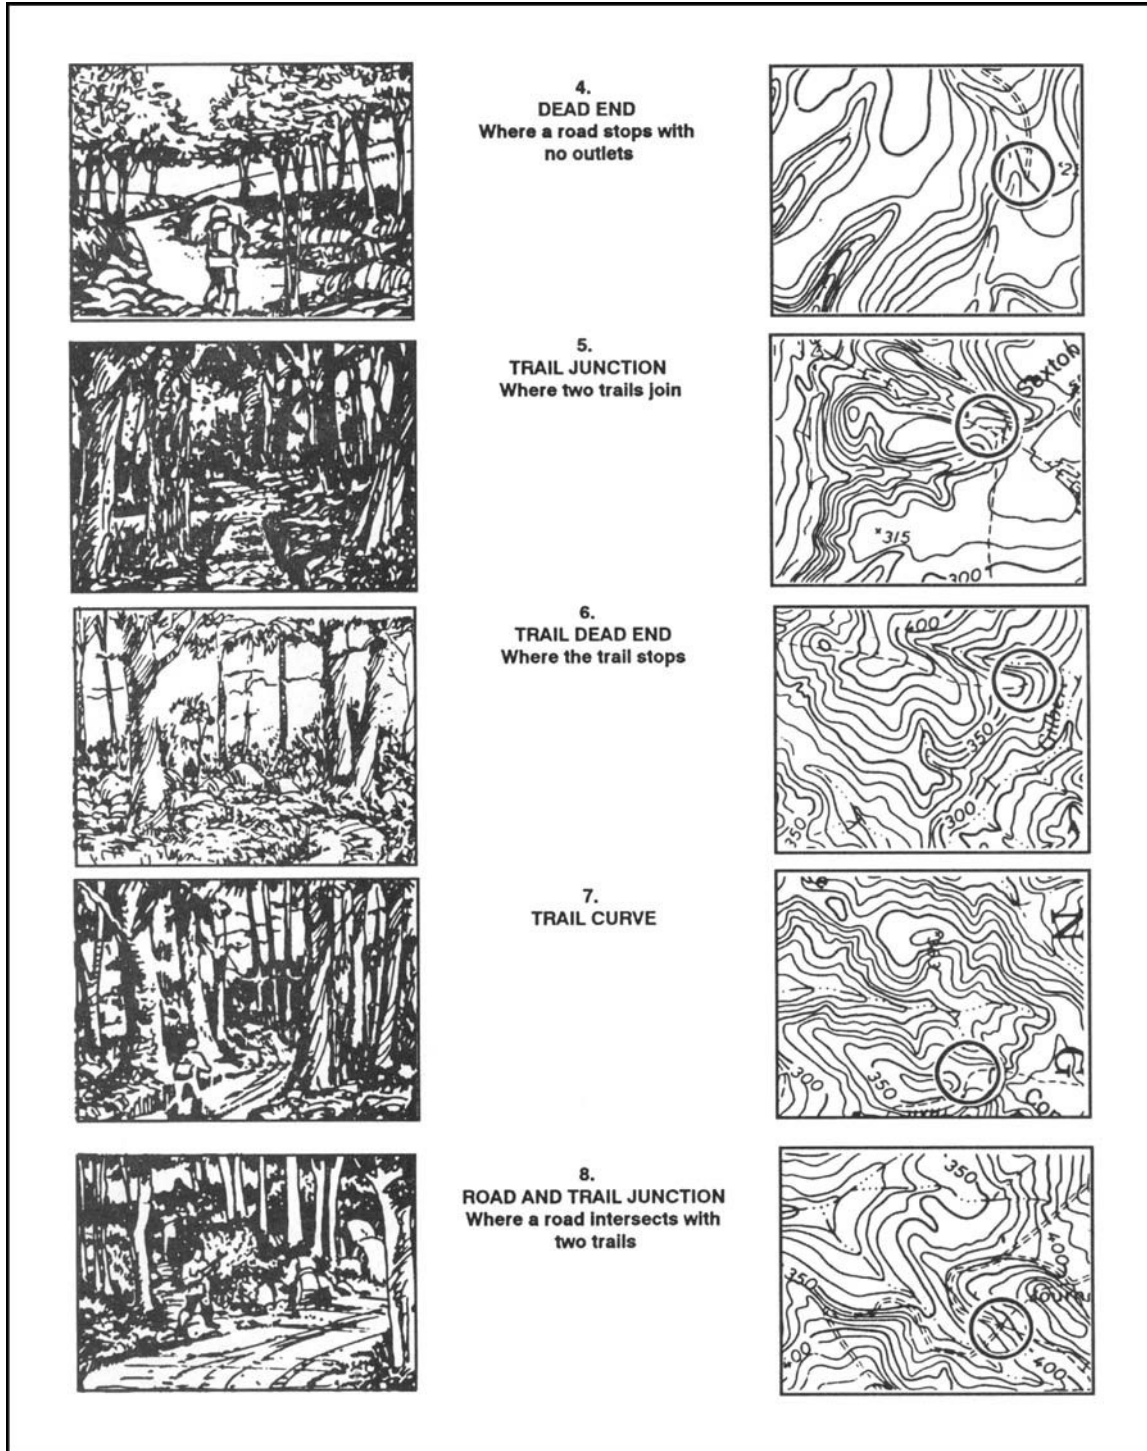 4.
DEAD END
Where a road stops with
no outlets
5.
TRAIL JUNCTION
Where two trails join
Saxton
×315
300
6.
TRAIL DEAD END
Where the trail stops
400
350
300
350
7.
TRAIL CURVE
N
G
300
350
8.
ROAD AND TRAIL JUNCTION
Where a road intersects with
two trails
350
350
400
400